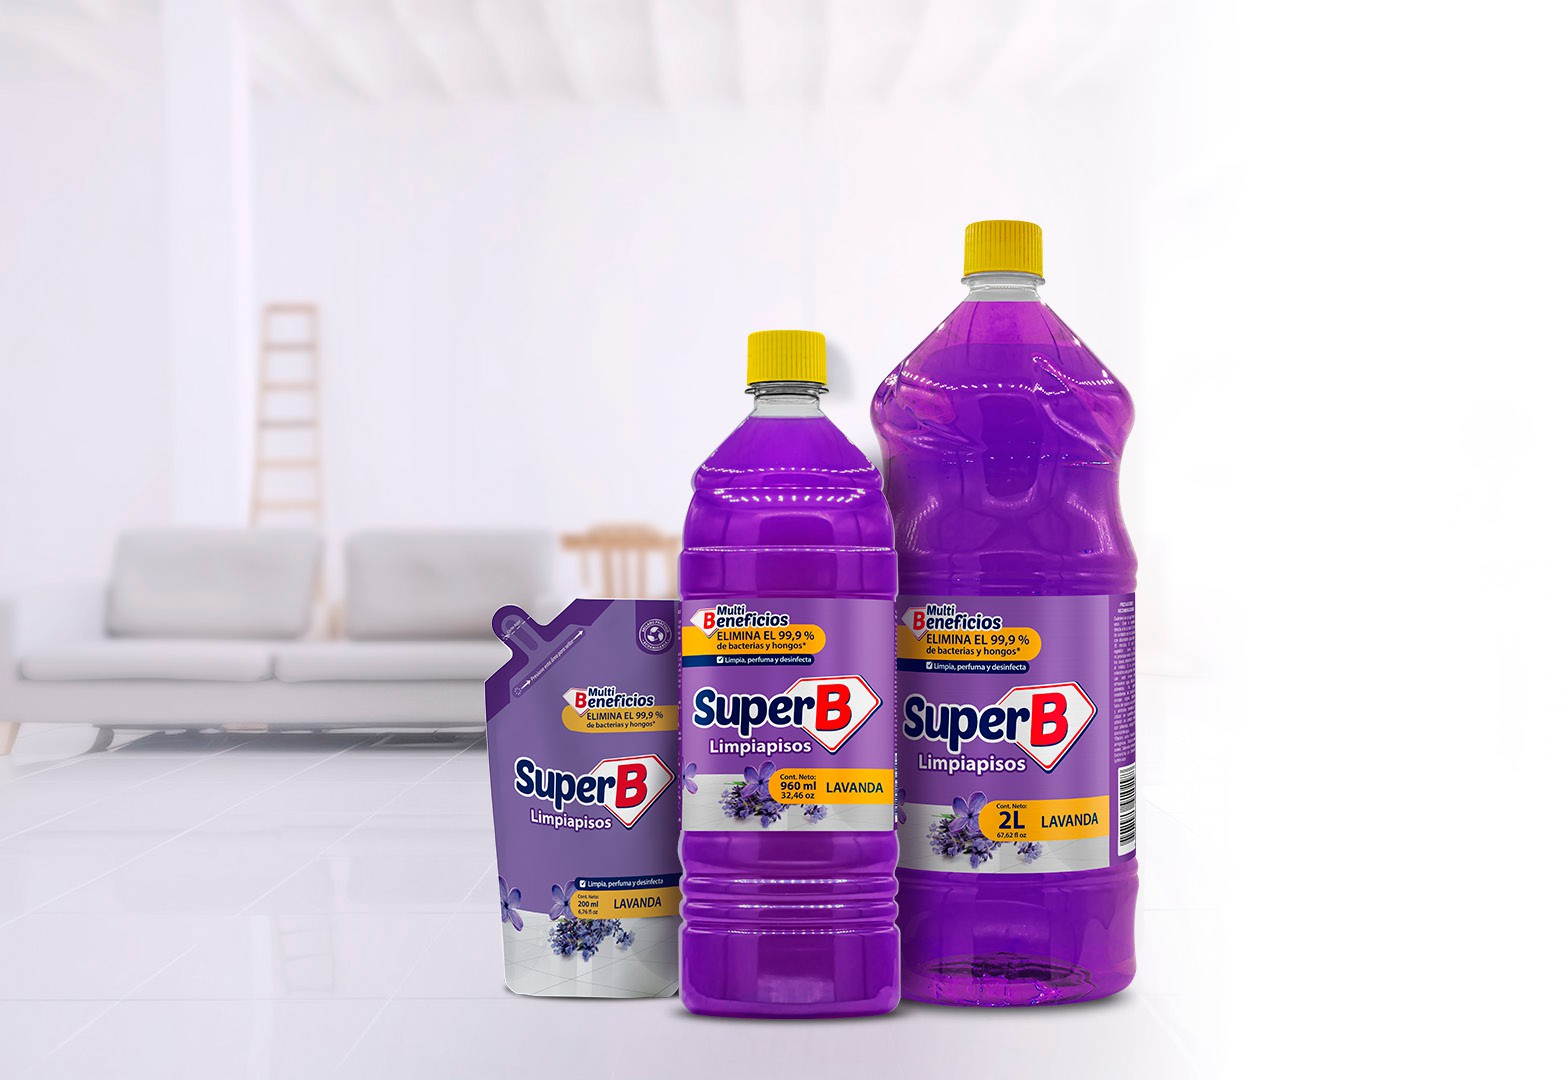 Multi
Beneficios
ELIMINA EL 99,9 %
de bacterias y hongos*
SuperB
Limpiapisos
Limpia, perfuma y desinfecta
Cont. Neto:
200 ml
6,76 fl oz
LAVANDA
Multi
Beneficios
ELIMINA EL 99,9 %
de bacterias y hongos*
Limpia, perfuma y desinfecta
SuperB
Limpiapisos
Cont. Neto:
960 ml
32,46 oz
LAVANDA
Multi
Beneficios
ELIMINA EL 99,9 %
de bacterias y hongos*
Limpia, perfuma y desinfecta
SuperB
Limpiapisos
Cont. Neto:
2L
67,62 fl oz
LAVANDA